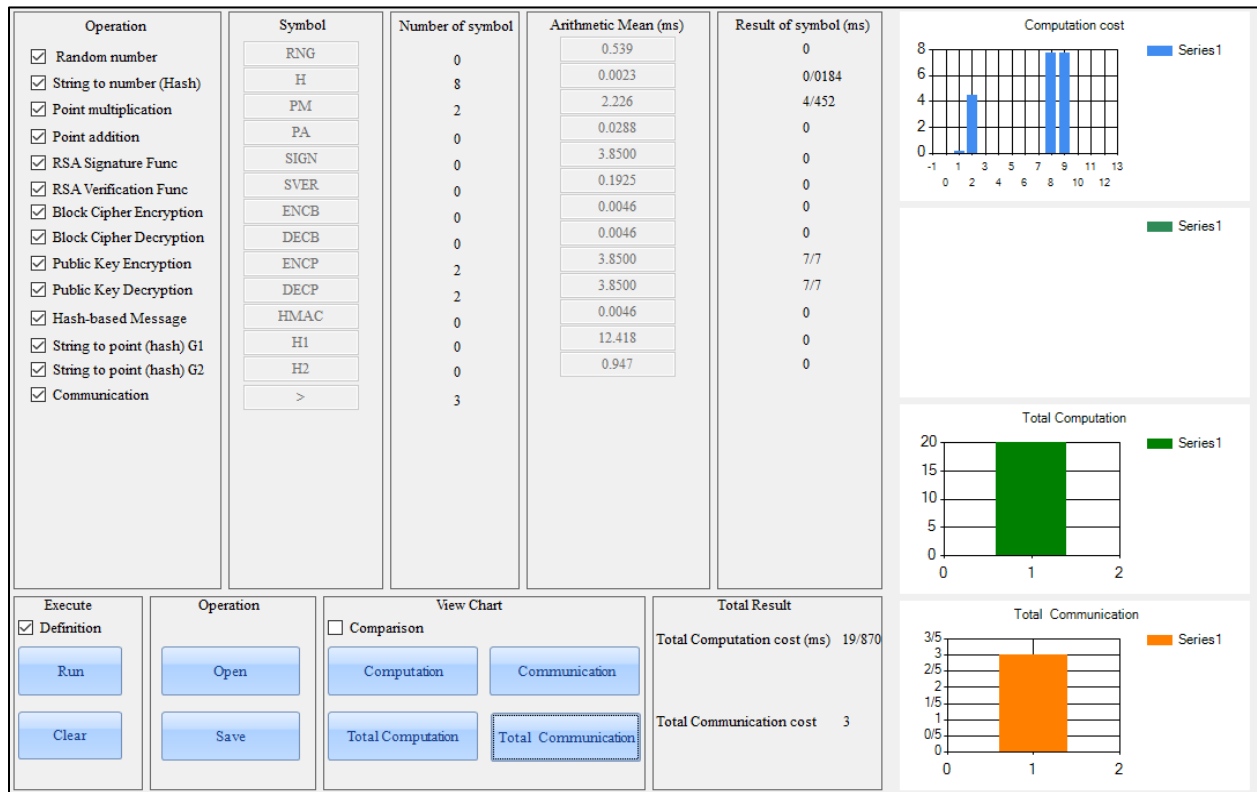 Operation
Random number
String to number (Hash)
Point multiplication
Point addition
RSA Signature Func
RSA Verification Func
Block Cipher Encryption
Block Cipher Decryption
Public Key Encryption
Public Key Decryption
Hash-based Message
String to point (hash) G1
String to point (hash) G2
Communication
Symbol
RNG
H
PM
PA
SIGN
SVER
ENCB
DECB
ENCP
DECP
HMAC
H1
H2
>
Number of symbol
0
8
2
0
0
0
0
0
2
2
0
0
0
3
Arithmetic Mean (ms)
0.539
0.0023
2.226
0.0288
3.8500
0.1925
0.0046
0.0046
3.8500
3.8500
0.0046
12.418
0.947
Result of symbol (ms)
0
0/0184
4/452
0
0
0
0
0
7/7
7/7
0
0
0
Computation cost
8
6
4
2
0
-1 1 3 5 7 9 11 13
0 2 4 6 8 10 12
Series1
Series1
Total Computation
20
15
10
5
0
0 1 2
Series1
Total Communication
3/5
3
2/5
2
1/5
1
0/5
0
0 1 2
Series1
Execute
Definition
Run
Clear
Operation
Open
Save
View Chart
Comparison
Computation
Communication
Total Computation
Total Communication
Total Result
Total Computation cost (ms) 19/870
Total Communication cost 3